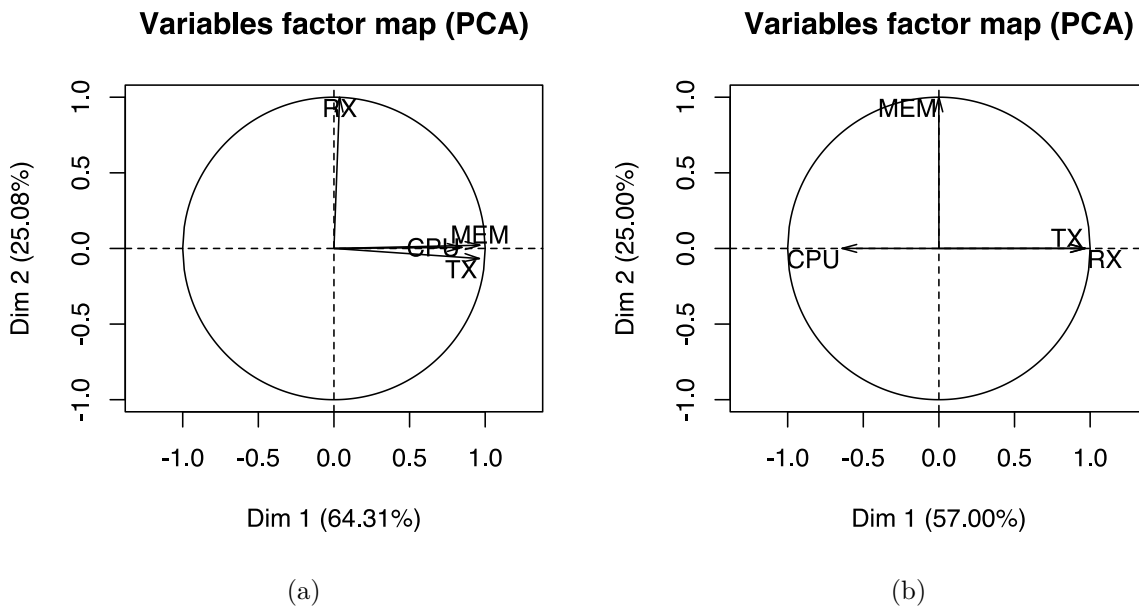 Variables factor map (PCA)
Dim 2 (25.08%)
1.0
0.5
0.0
-0.5
-1.0
RX
MEM
CPU
TX
-1.0 -0.5 0.0 0.5 1.0
Dim 1 (64.31%)
(a)
Variables factor map (PCA)
Dim 2 (25.00%)
1.0
0.5
0.0
-0.5
-1.0
MEM
TX
CPU
RX
-1.0 -0.5 0.0 0.5 1.0
Dim 1 (57.00%)
(b)